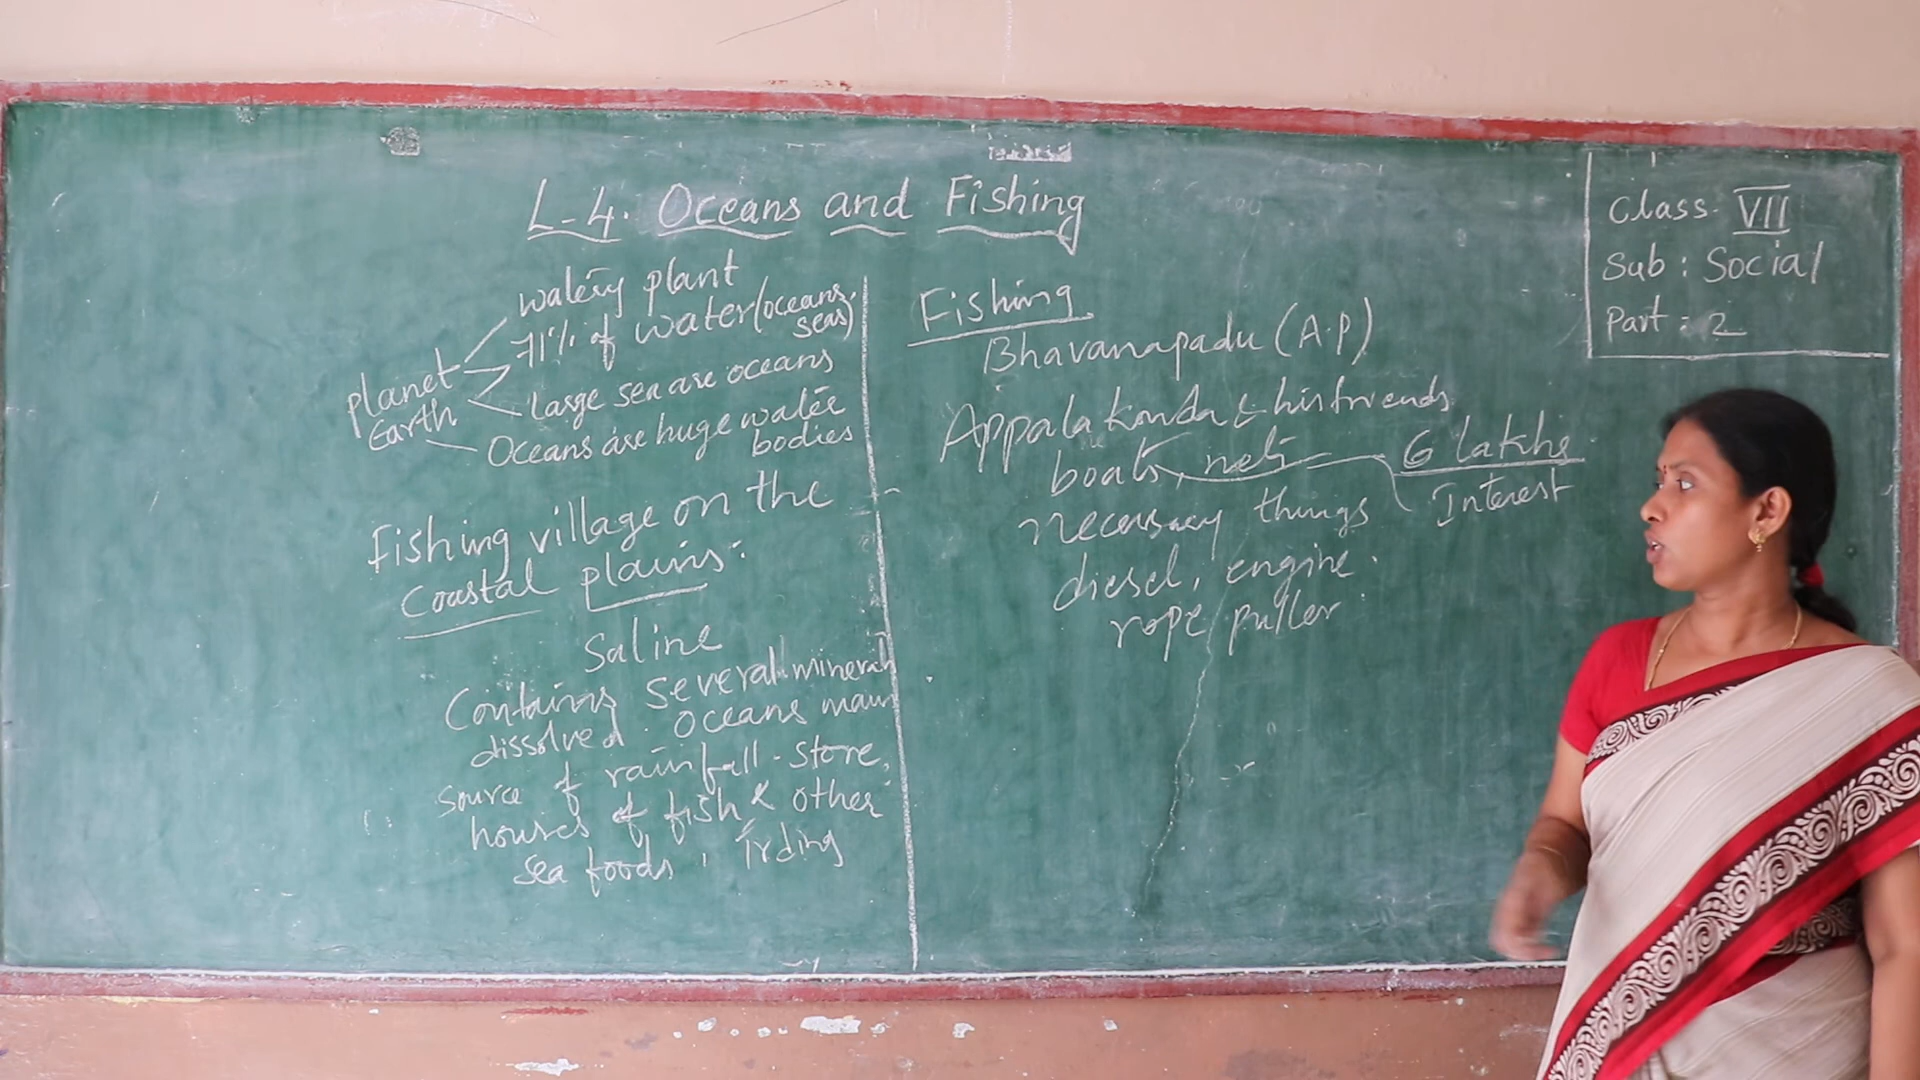 L-4. Oceans and Fishing
Class. VII
Sub : Social
Part : 2
watery plant
71% of water (oceans,
seas)
planet
Earth
Large sea are oceans
Oceans are huge water
bodies
Fishing village on the
Coastal plains:
Saline
Contains several minerals
dissolved. Oceans main
source of rainfall. Store,
houses of fish & other
sea foods, Trding
Fishing
Bhavanapadu (A.P)
Appalakonda & his friends
boats, nets 6 lakhs
necessary things Interest
diesel, engine.
rope puller